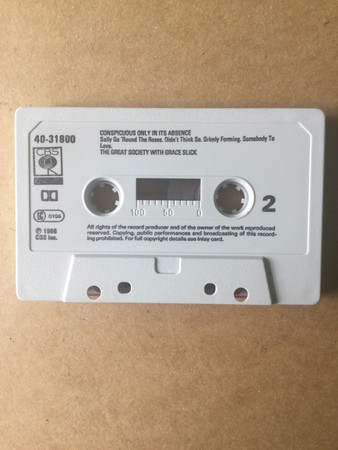 40-31800
CBS
CONSPICUOUS ONLY IN ITS ABSENCE
Sally Go 'Round The Roses. Didn't Think So. Grimly Forming. Somebody To
Love.
THE GREAT SOCIETY WITH GRACE SLICK
100 50 0
2
℗ 1986
CBS Inc.
All rights of the record producer and of the owner of the work reproduced
reserved. Copying, public performances and broadcasting of this record-
ing prohibited. For full copyright details see inlay card.